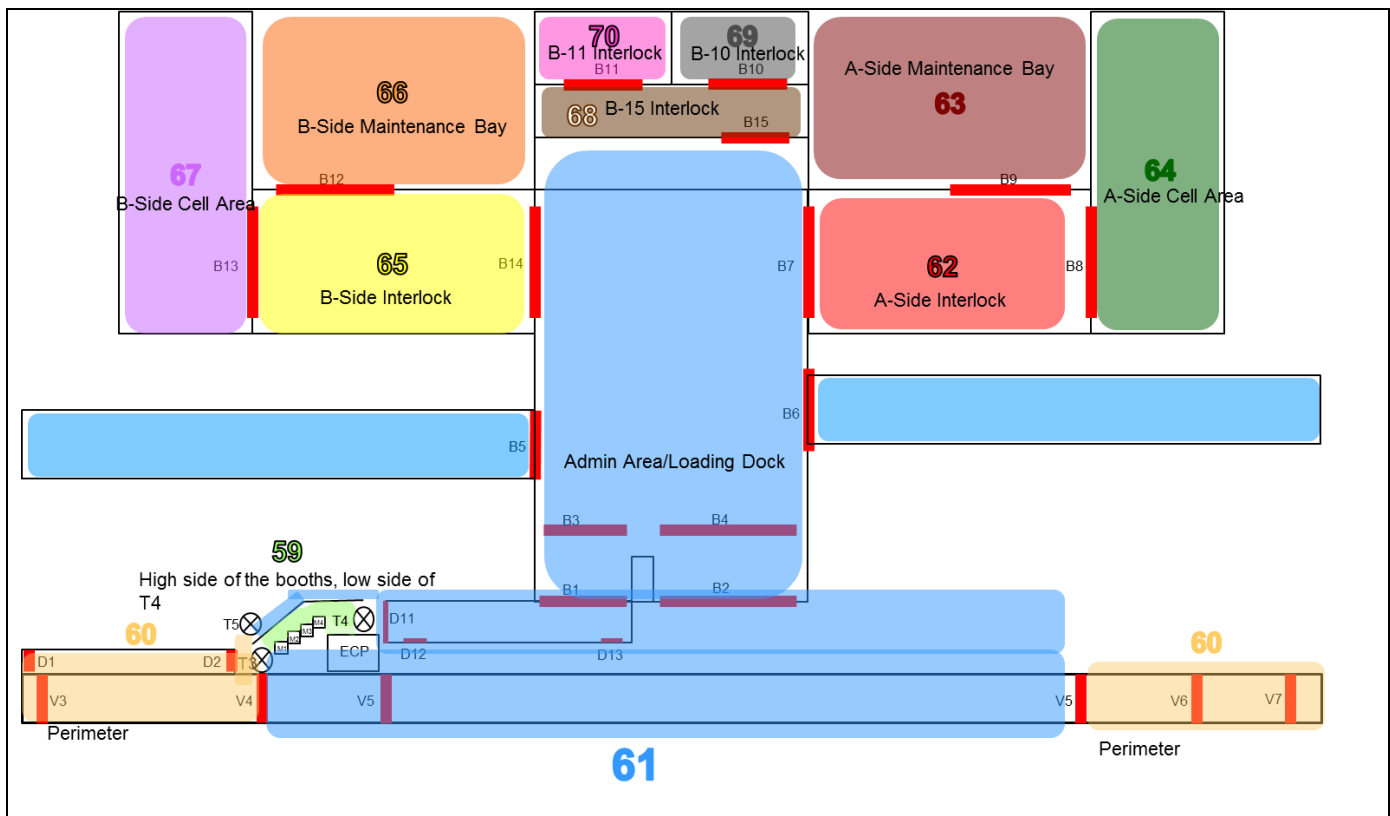 70
B-11 Interlock
B11
69
B-10 Interlock
B10
A-Side Maintenance Bay
63
66
B-Side Maintenance Bay
68
B-15 Interlock
B15
67
B-Side Cell Area
B12
B9
64
A-Side Cell Area
B13
65
B-Side Interlock
B14
B7
62
A-Side Interlock
B8
B5
B6
Admin Area/Loading Dock
B3
B4
59
High side of the booths, low side of
T4
B1
B2
60
T5
M1
M2
M3
M4
T4
D11
ECP
D12
D13
D1
D2
T3
60
V3
V4
V5
V5
V6
V7
Perimeter
Perimeter
61